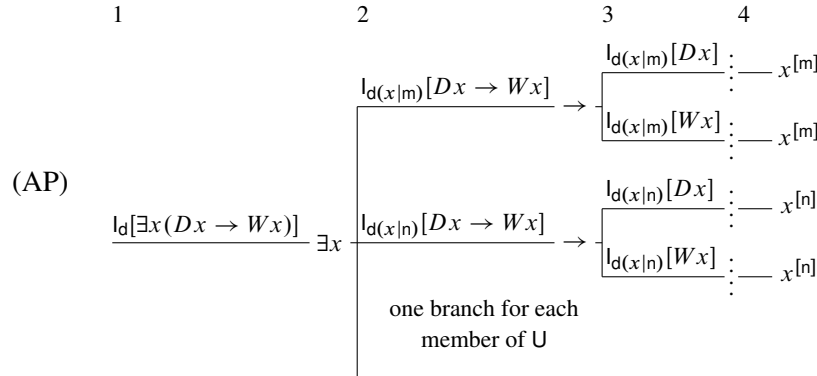 1 2 3 4
I_d(x|m)[Dx] ⋮ x^[m]
I_d(x|m)[Dx → Wx] →
I_d(x|m)[Wx] ⋮ x^[m]
(AP)
I_d(x|n)[Dx] ⋮ x^[n]
I_d[∃x(Dx → Wx)] ∃x I_d(x|n)[Dx → Wx] →
I_d(x|n)[Wx] ⋮ x^[n]
one branch for each
member of U